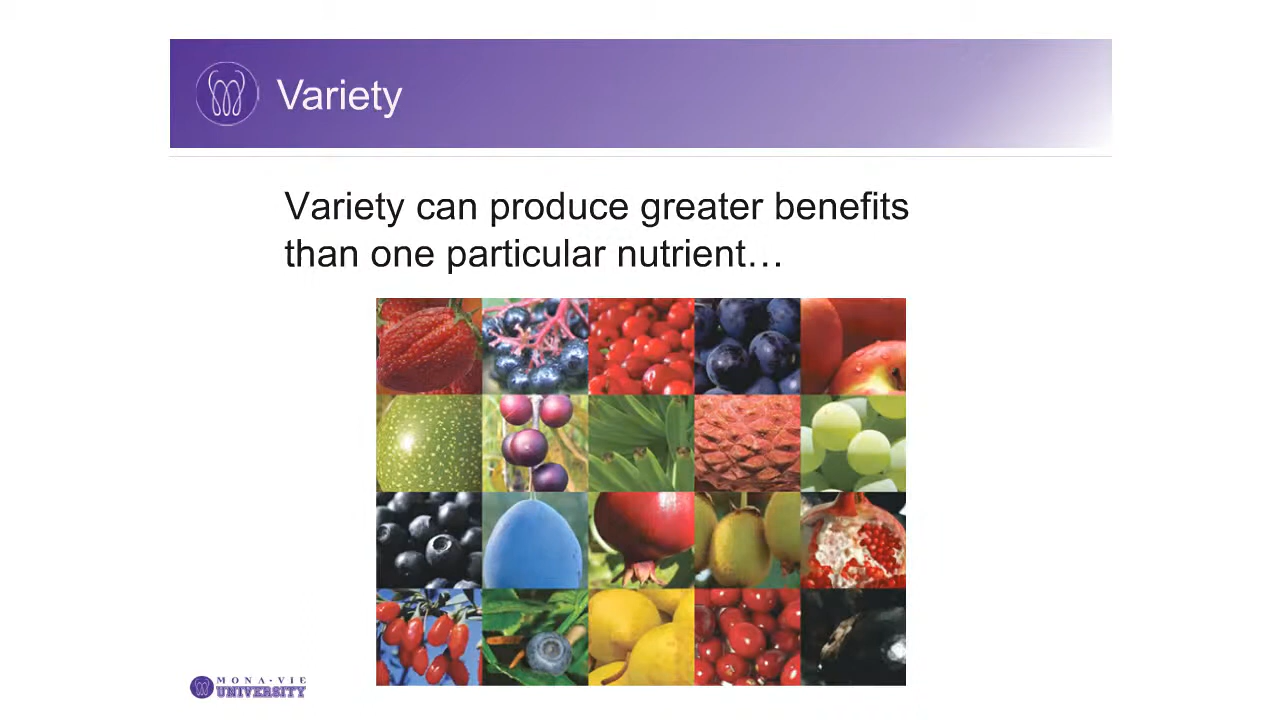 Variety
Variety can produce greater benefits
than one particular nutrient…
MONA·VIE
UNIVERSITY